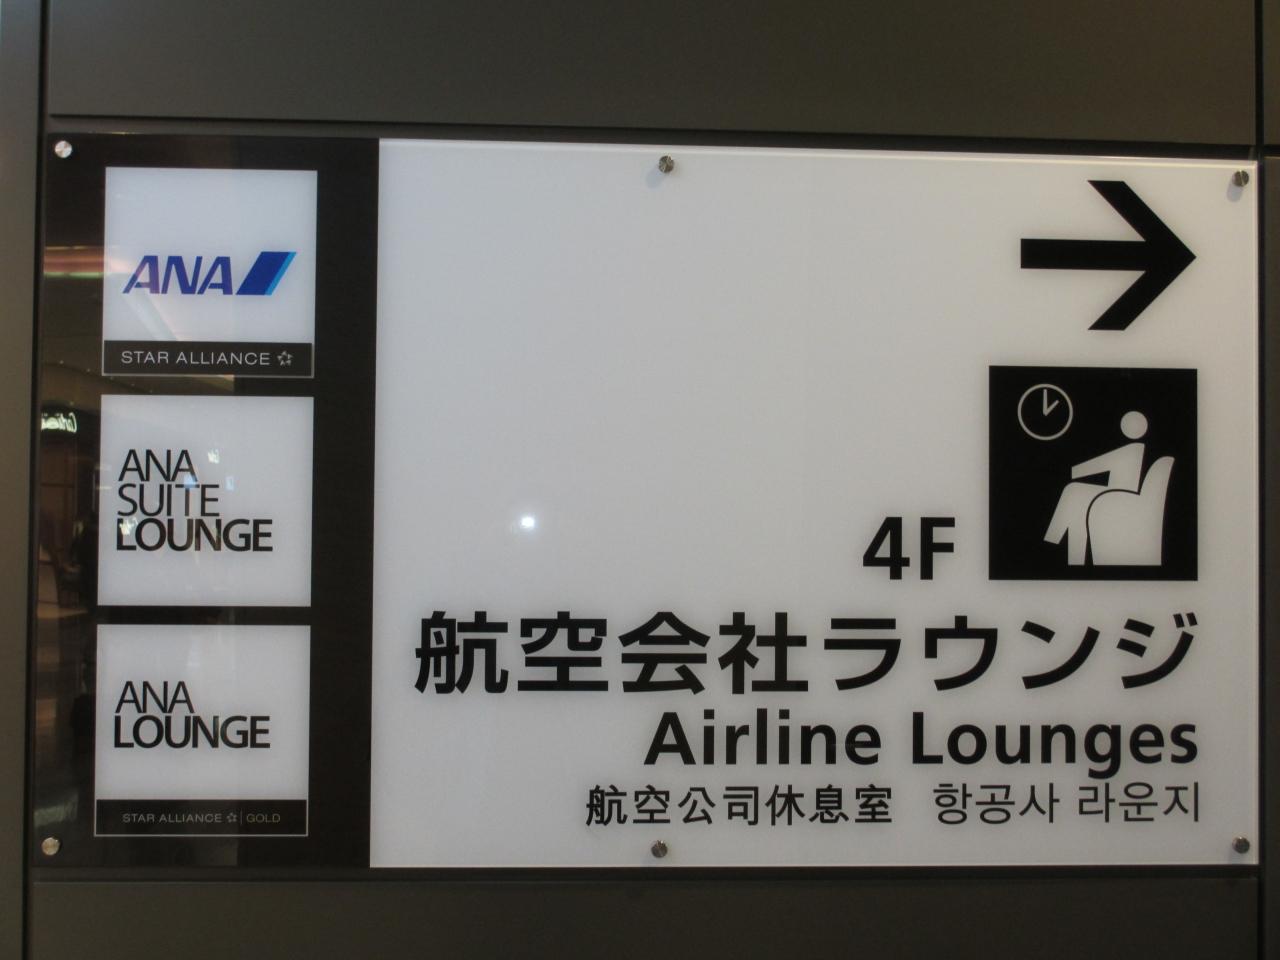 ANA
STAR ALLIANCE
ANA
SUITE
LOUNGE
ANA
LOUNGE
STAR ALLIANCE GOLD
4F
航空会社ラウンジ
Airline Lounges
航空公司休息室 항공사 라운지
Cartier